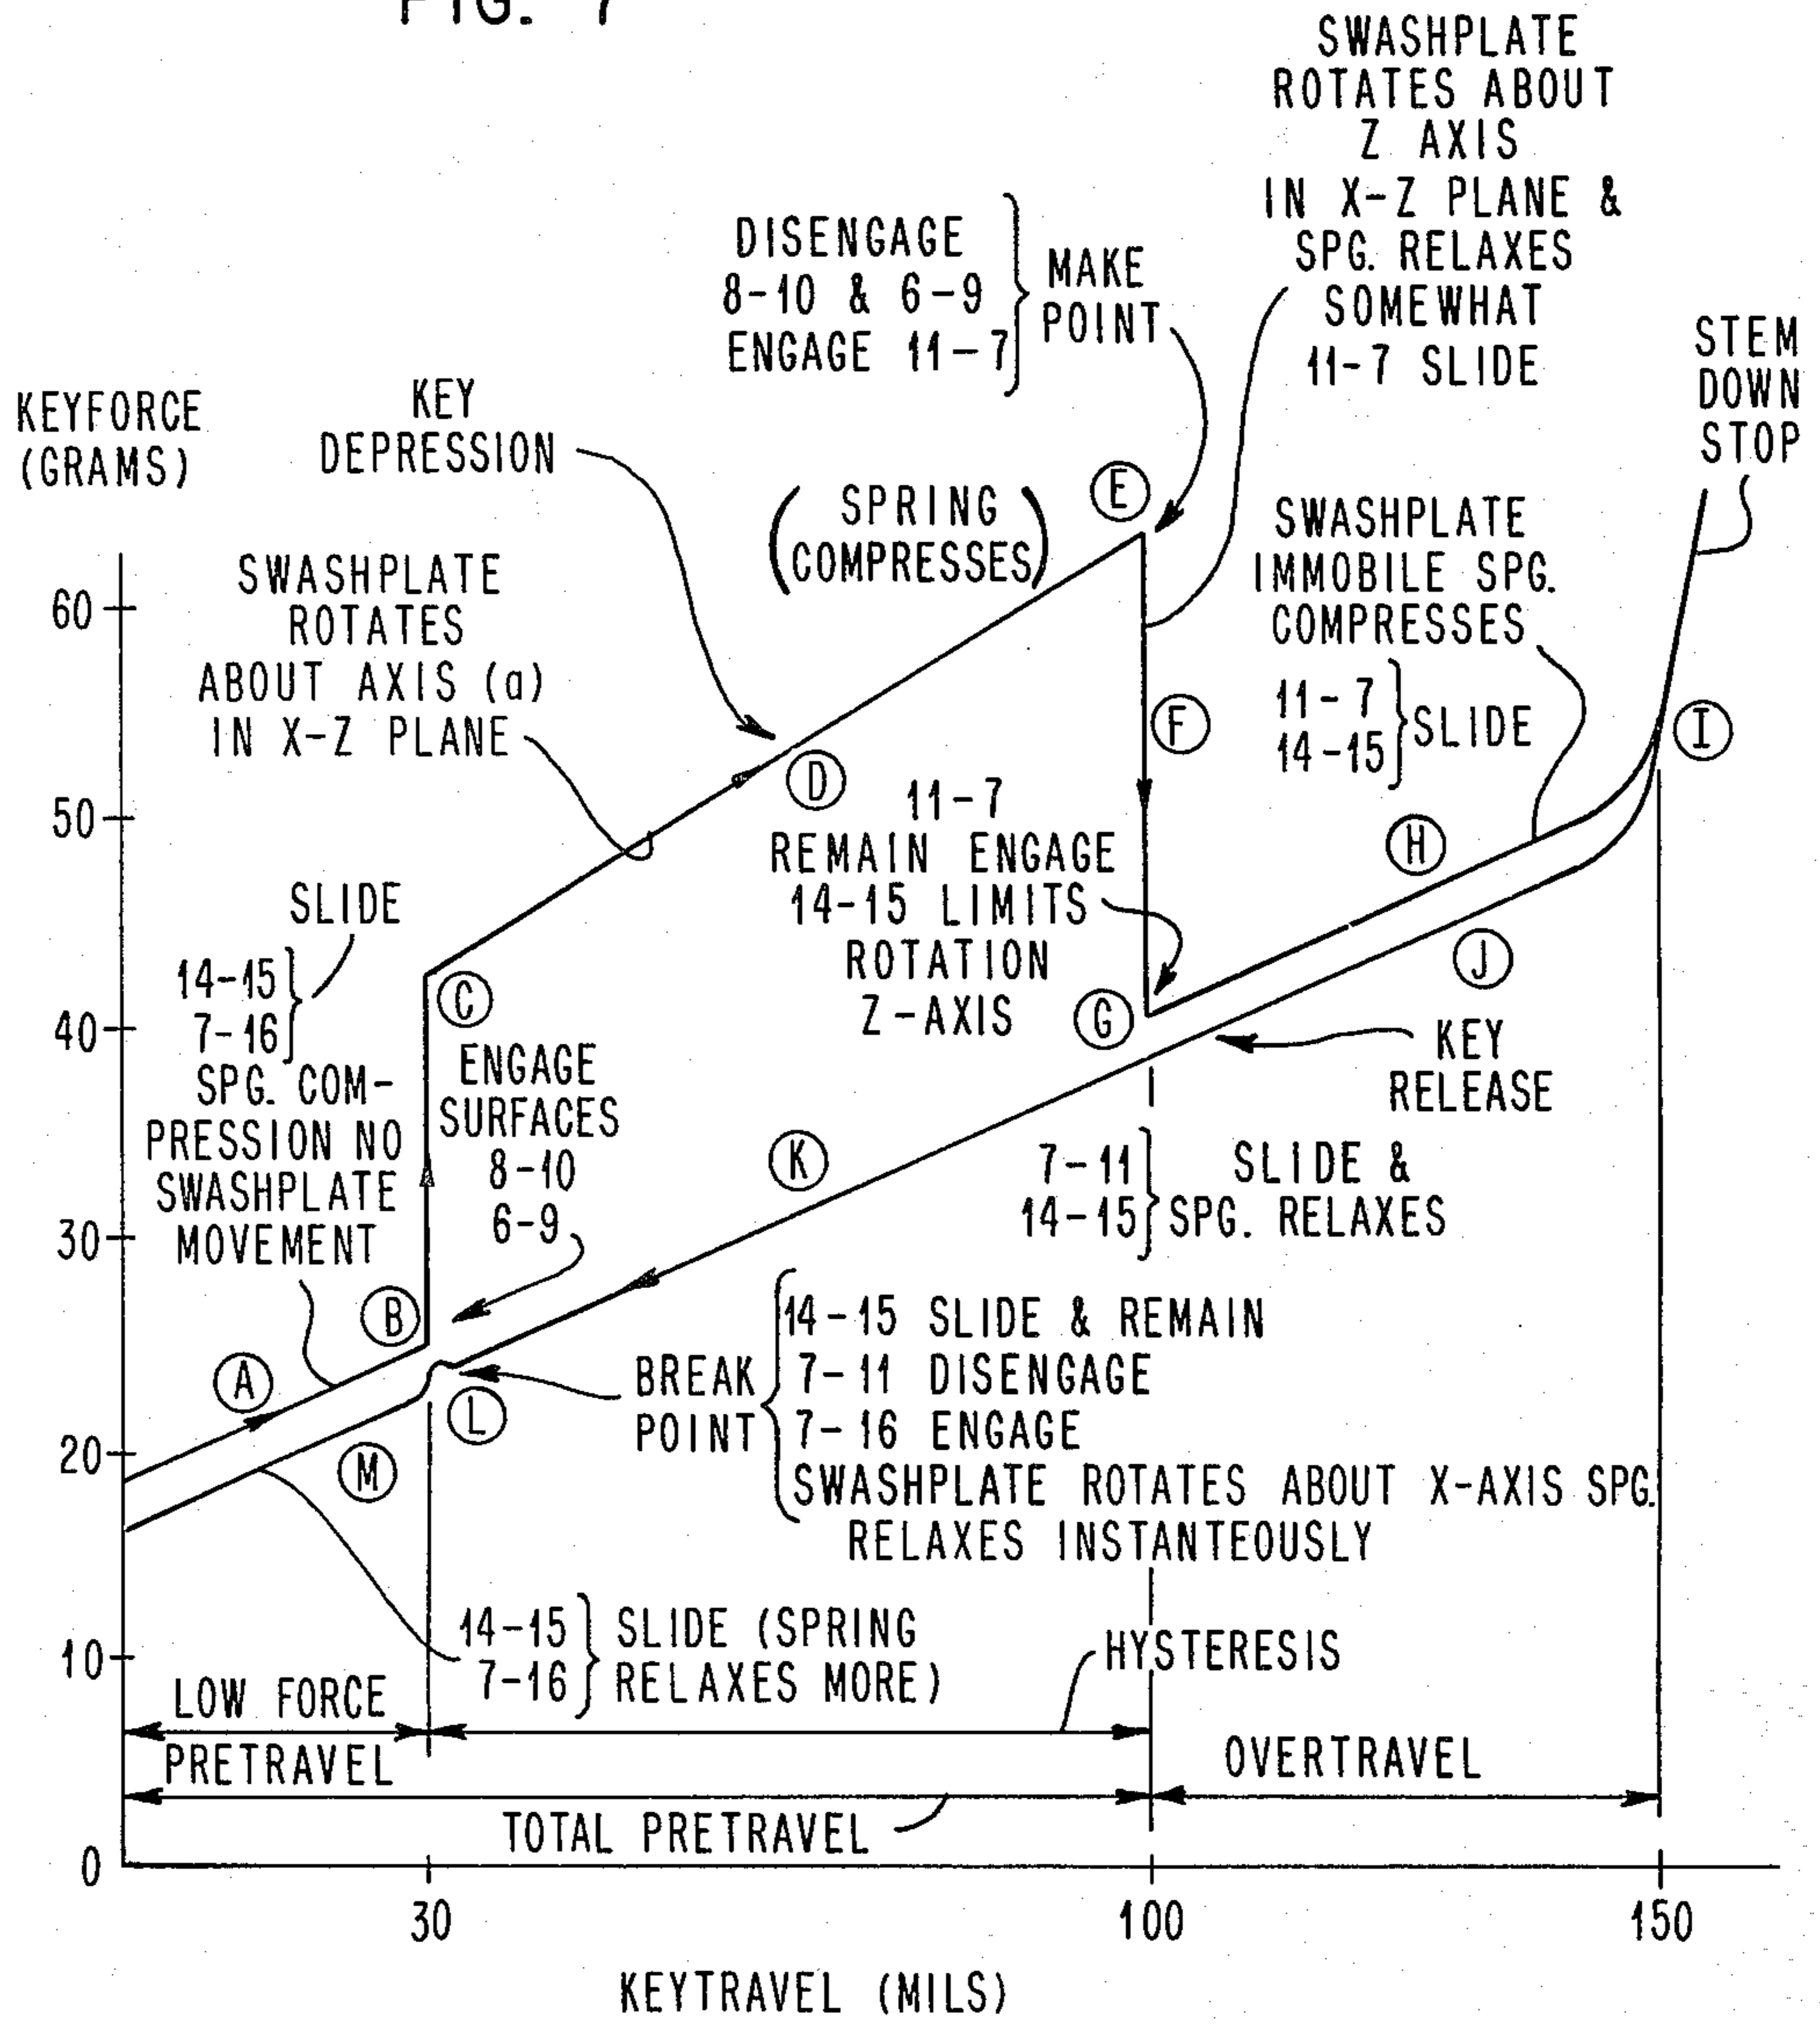 FIG. 7
SWASHPLATE
ROTATES ABOUT
Z AXIS
IN X-Z PLANE &
SPG. RELAXES
SOMEWHAT
11-7 SLIDE
DISENGAGE
8-10 & 6-9
ENGAGE 11-7
MAKE
POINT
STEM
DOWN
STOP
KEYFORCE
(GRAMS)
KEY
DEPRESSION
(SPRING
COMPRESSES)
E
SWASHPLATE
IMMOBILE SPG.
COMPRESSES
11-7
14-15
SLIDE
SWASHPLATE
ROTATES
ABOUT AXIS (a)
IN X-Z PLANE
60
50
40
30
20
10
0
D
F
I
H
J
11-7
REMAIN ENGAGE
14-15 LIMITS
ROTATION
Z-AXIS
G
SLIDE
14-15
7-16
SPG. COM-
PRESSION NO
SWASHPLATE
MOVEMENT
C
ENGAGE
SURFACES
8-10
6-9
KEY
RELEASE
K
7-11
14-15
SLIDE &
SPG. RELAXES
B
A
L
M
BREAK
POINT
14-15 SLIDE & REMAIN
7-11 DISENGAGE
7-16 ENGAGE
SWASHPLATE ROTATES ABOUT X-AXIS SPG.
RELAXES INSTANTEOUSLY
14-15
7-16
SLIDE (SPRING
RELAXES MORE)
HYSTERESIS
LOW FORCE
PRETRAVEL
OVERTRAVEL
TOTAL PRETRAVEL
30
100
150
KEYTRAVEL (MILS)